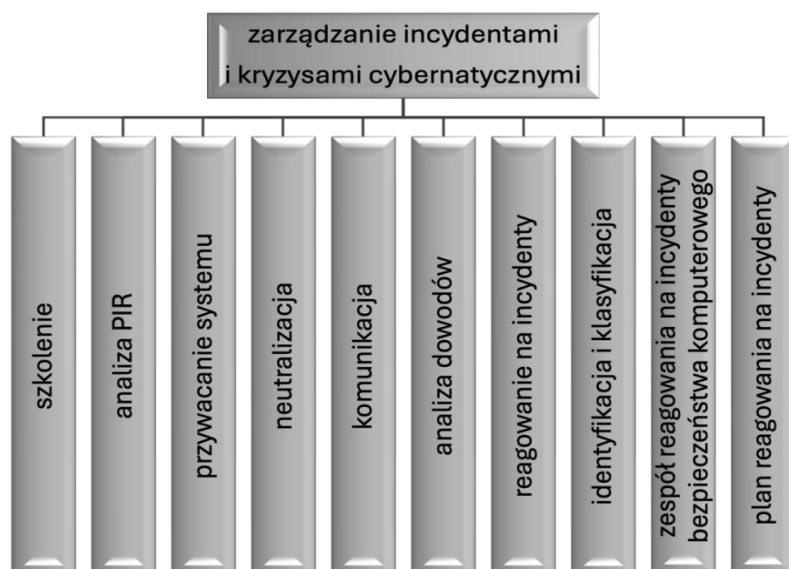 zarządzanie incydentami
i kryzysami cybernatycznymi
szkolenie
analiza PIR
przywacanie systemu
neutralizacja
komunikacja
analiza dowodów
reagowanie na incydenty
identyfikacja i klasyfikacja
zespół reagowania na incydenty
bezpieczeństwa komputerowego
plan reagowania na incydenty